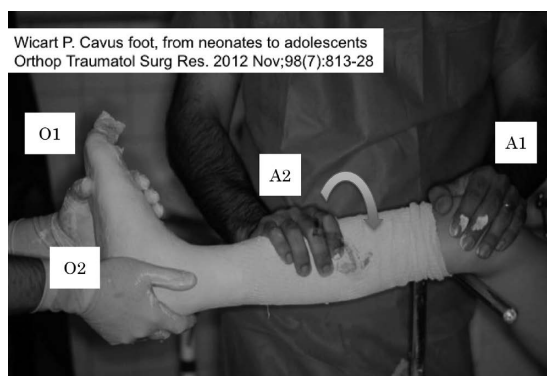 Wicart P. Cavus foot, from neonates to adolescents
Orthop Traumatol Surg Res. 2012 Nov;98(7):813-28
O1
A2
A1
O2